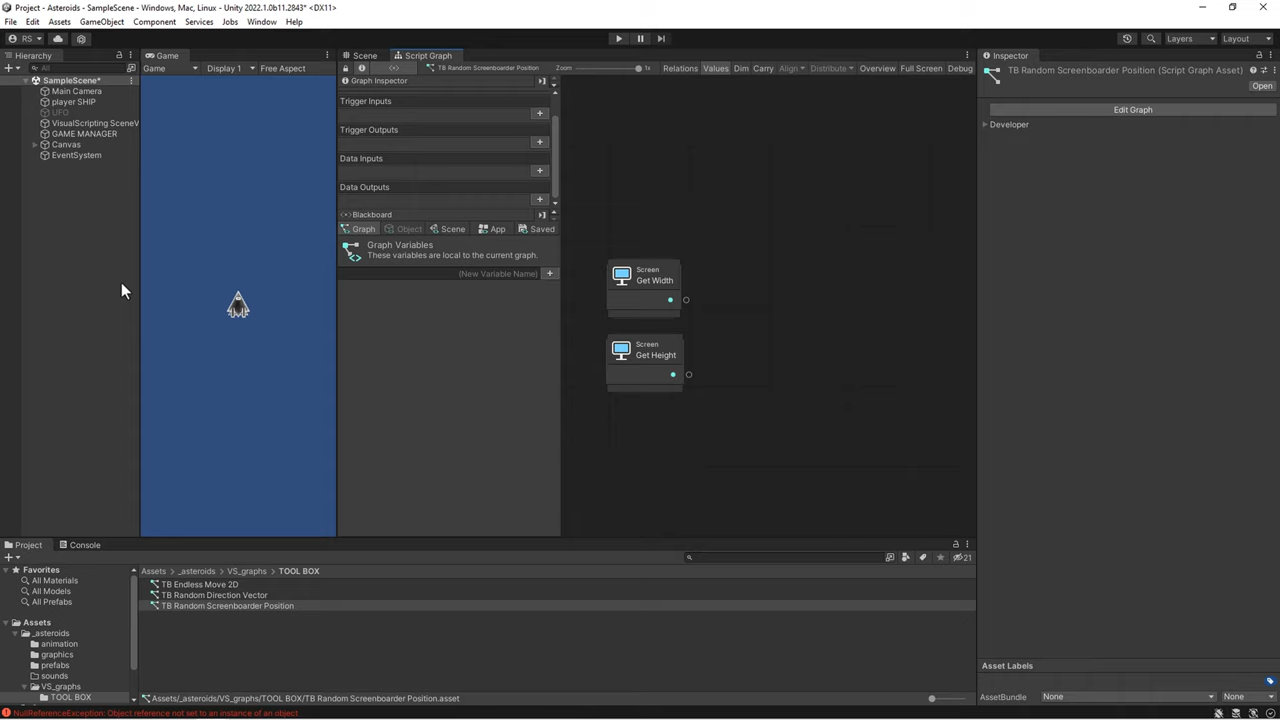 Project - Asteroids - SampleScene - Windows, Mac, Linux - Unity 2022.1.0b11.2843* <DX11>
File Edit Assets GameObject Component Services Jobs Window Help
RS Layers Layout
Hierarchy Game Scene Script Graph Inspector
All Game Display 1 Free Aspect TB Random Screenboarder Position Zoom 1x Relations Values Dim Carry Align Distribute Overview Full Screen Debug
TB Random Screenboarder Position (Script Graph Asset)
Open
SampleScene*
Main Camera
player SHIP
UFO
VisualScripting SceneV
GAME MANAGER
Canvas
EventSystem
Graph Inspector
Trigger Inputs
Trigger Outputs
Data Inputs
Data Outputs
Blackboard
Graph Object Scene App Saved
Graph Variables
These variables are local to the current graph.
(New Variable Name)
Screen
Get Width
Screen
Get Height
Edit Graph
Developer
Project Console
21
Favorites
All Materials
All Models
All Prefabs
Assets
_asteroids
animation
graphics
prefabs
sounds
VS_graphs
TOOL BOX
Assets > _asteroids > VS_graphs > TOOL BOX
TB Endless Move 2D
TB Random Direction Vector
TB Random Screenboarder Position
Assets/_asteroids/VS_graphs/TOOL BOX/TB Random Screenboarder Position.asset
Asset Labels
AssetBundle None None
NullReferenceException: Object reference not set to an instance of an object